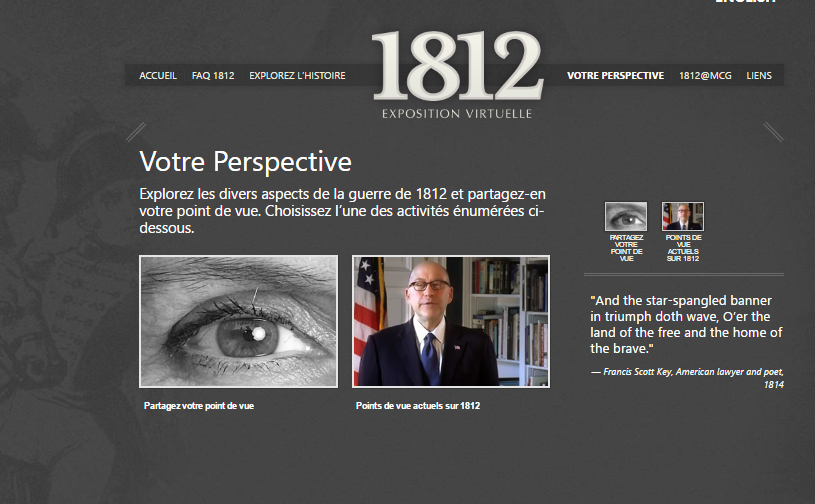 ENGLISH
ACCUEIL FAQ 1812 EXPLOREZ L'HISTOIRE
1812
EXPOSITION VIRTUELLE
VOTRE PERSPECTIVE 1812@MCG LIENS
Votre Perspective
Explorez les divers aspects de la guerre de 1812 et partagez-en
votre point de vue. Choisissez l'une des activités énumérées ci-
dessous.
Partagez votre point de vue
Points de vue actuels sur 1812
PARTAGEZ
VOTRE
POINT DE
VUE
POINTS DE
VUE
ACTUELS
SUR 1812
"And the star-spangled banner
in triumph doth wave, O'er the
land of the free and the home of
the brave."
— Francis Scott Key, American lawyer and poet,
1814